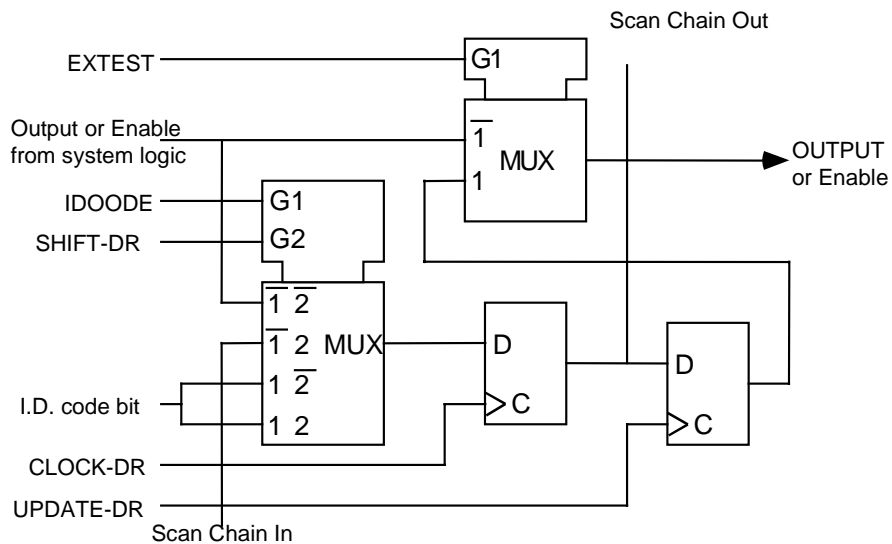 Scan Chain Out
EXTEST
G1
Output or Enable
from system logic
1
MUX
1
OUTPUT
or Enable
IDOODE
G1
SHIFT-DR
G2
1 2
1 2
MUX
1 2
1 2
D
C
D
C
I.D. code bit
CLOCK-DR
UPDATE-DR
Scan Chain In